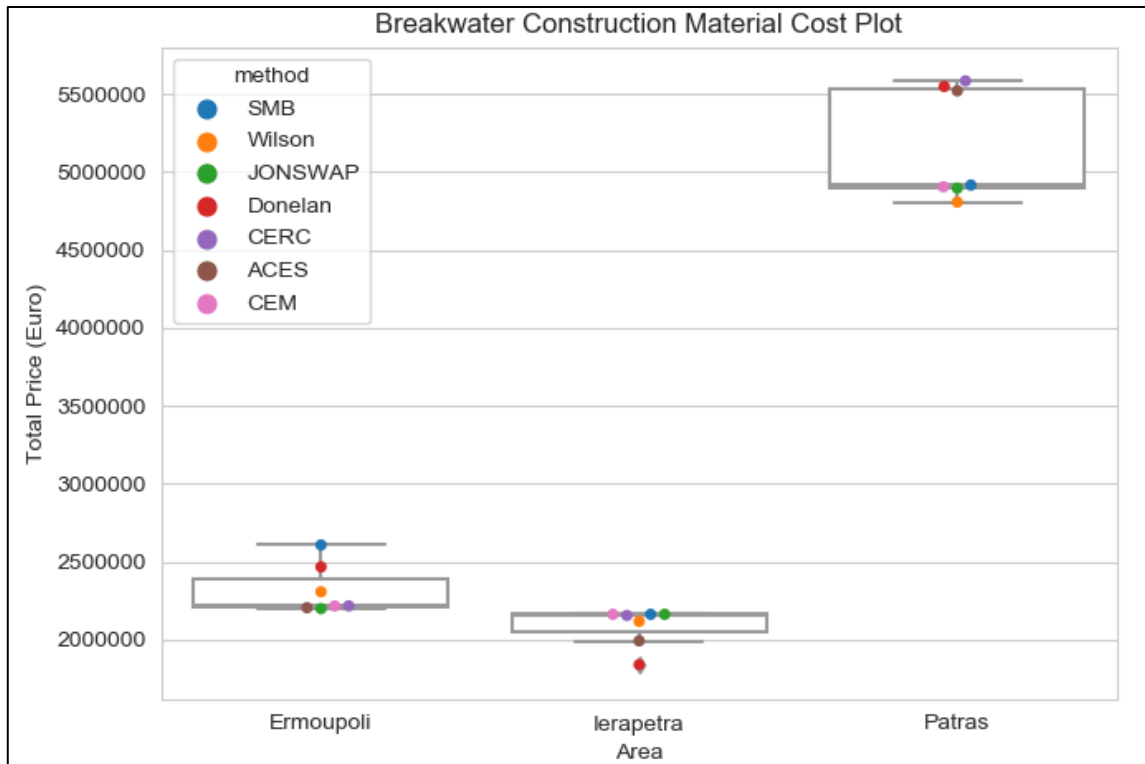 Breakwater Construction Material Cost Plot
method
SMB
Wilson
JONSWAP
Donelan
CERC
ACES
CEM
Total Price (Euro)
5500000
5000000
4500000
4000000
3500000
3000000
2500000
2000000
Ermoupoli
Ierapetra
Patras
Area